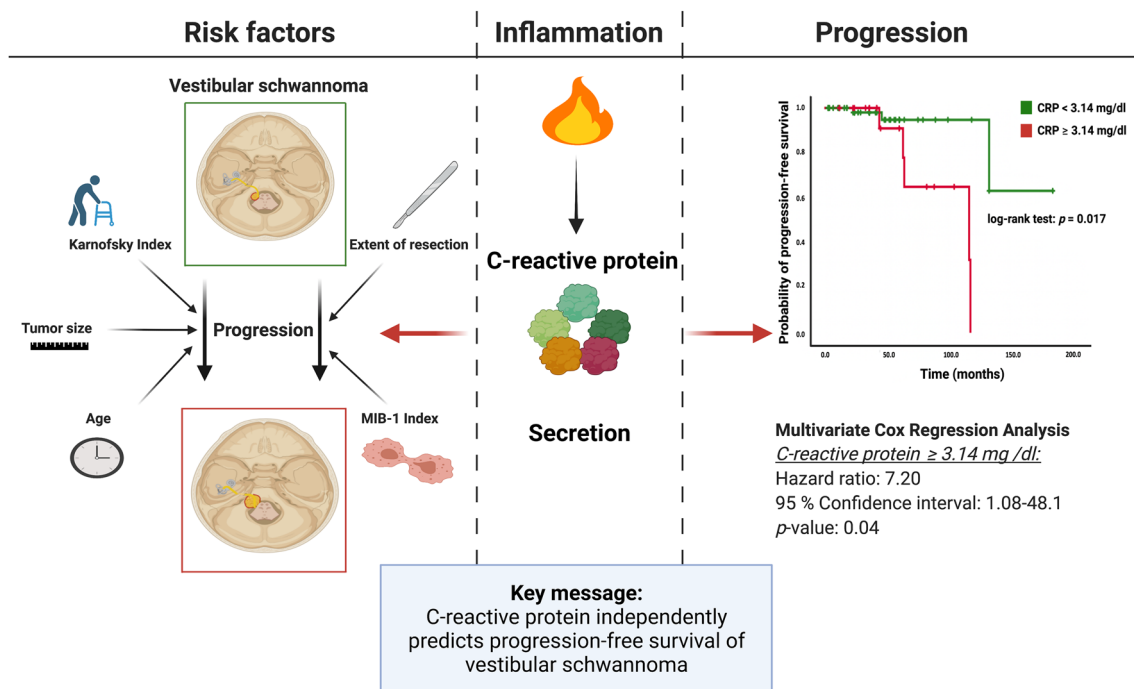 Risk factors
Inflammation
Progression
Vestibular schwannoma
Karnofsky Index
Extent of resection
Tumor size
Progression
Age
MIB-1 Index
C-reactive protein
Secretion
Probability of progression-free survival
1.0
0.8
0.6
0.4
0.2
0.0
0.0
50.0
100.0
150.0
200.0
Time (months)
CRP < 3.14 mg/dl
CRP ≥ 3.14 mg/dl
log-rank test: p = 0.017
Multivariate Cox Regression Analysis
C-reactive protein ≥ 3.14 mg /dl:
Hazard ratio: 7.20
95 % Confidence interval: 1.08-48.1
p-value: 0.04
Key message:
C-reactive protein independently
predicts progression-free survival of
vestibular schwannoma